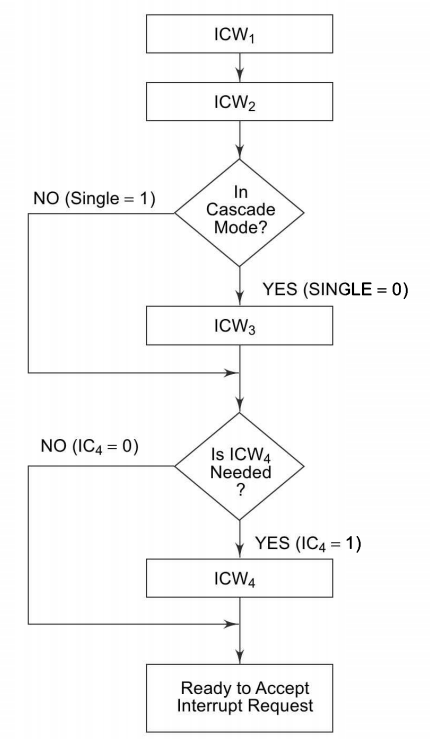 ICW₁
ICW₂
In
Cascade
Mode?
NO (Single = 1)
YES (SINGLE = 0)
ICW₃
Is ICW₄
Needed
?
NO (IC₄ = 0)
YES (IC₄ = 1)
ICW₄
Ready to Accept
Interrupt Request